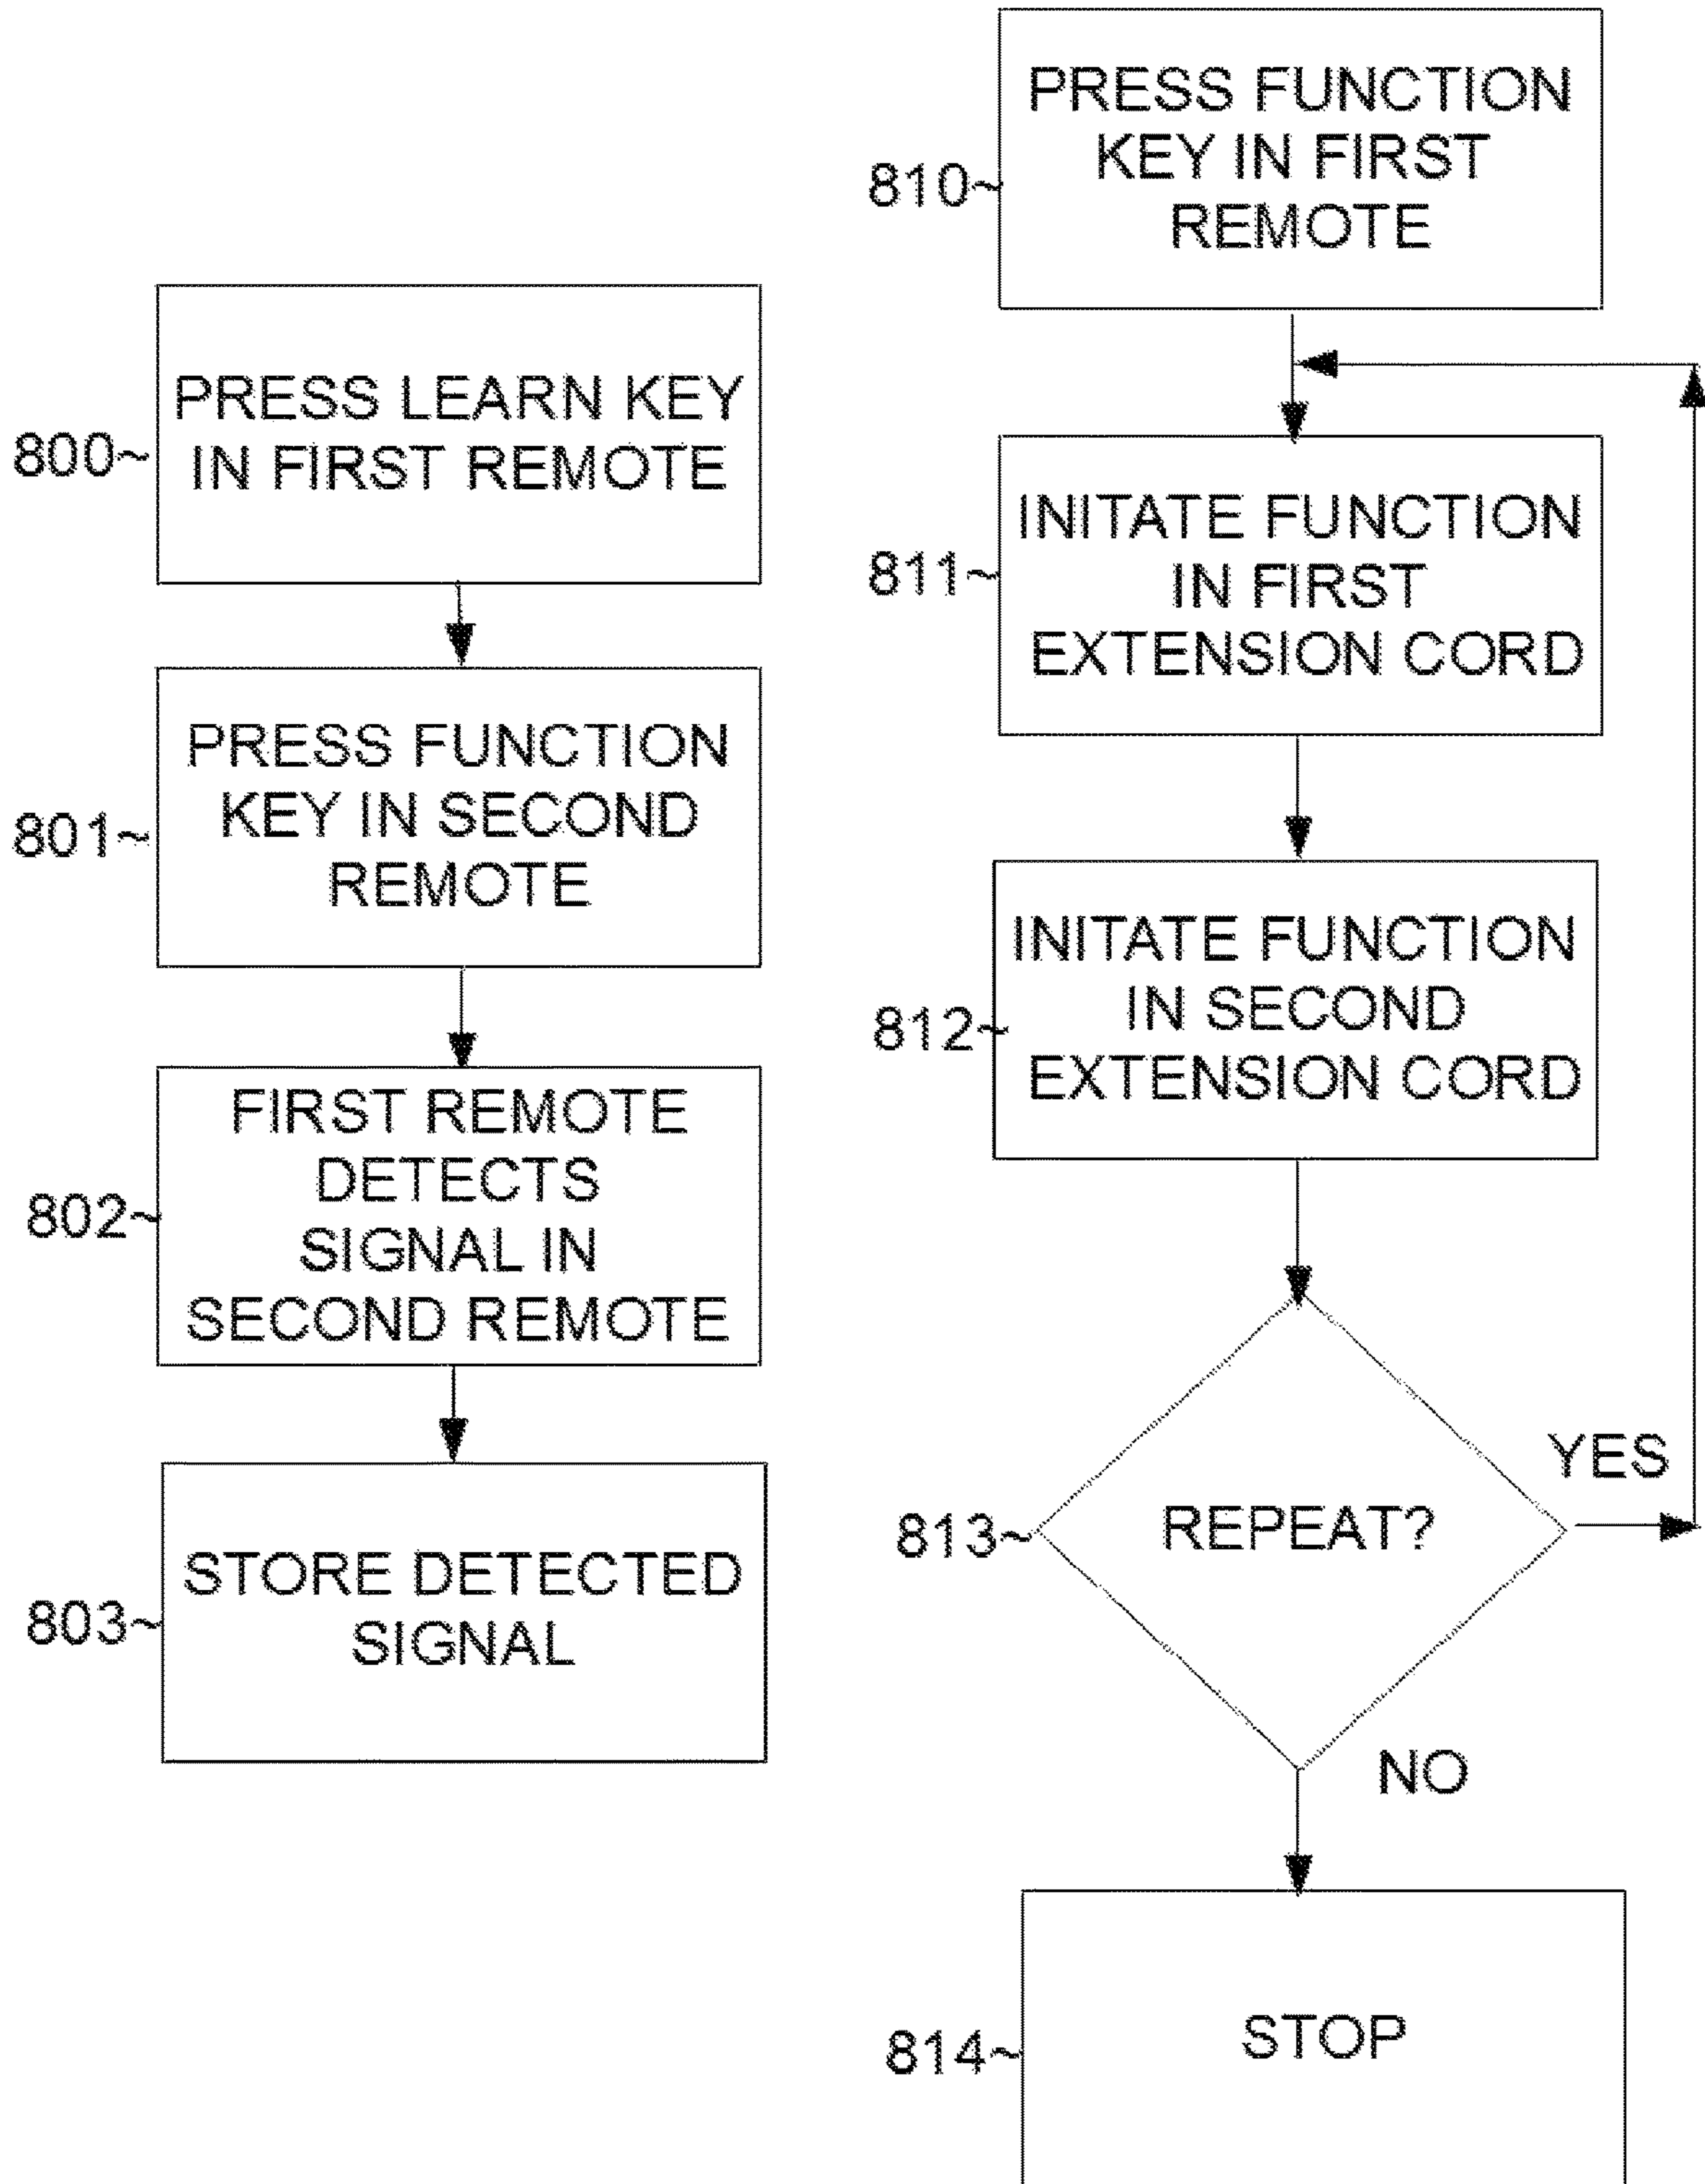 800~
PRESS LEARN KEY
IN FIRST REMOTE
801~
PRESS FUNCTION
KEY IN SECOND
REMOTE
802~
FIRST REMOTE
DETECTS
SIGNAL IN
SECOND REMOTE
803~
STORE DETECTED
SIGNAL
810~
PRESS FUNCTION
KEY IN FIRST
REMOTE
811~
INITATE FUNCTION
IN FIRST
EXTENSION CORD
812~
INITATE FUNCTION
IN SECOND
EXTENSION CORD
813~
REPEAT?
YES
NO
814~
STOP